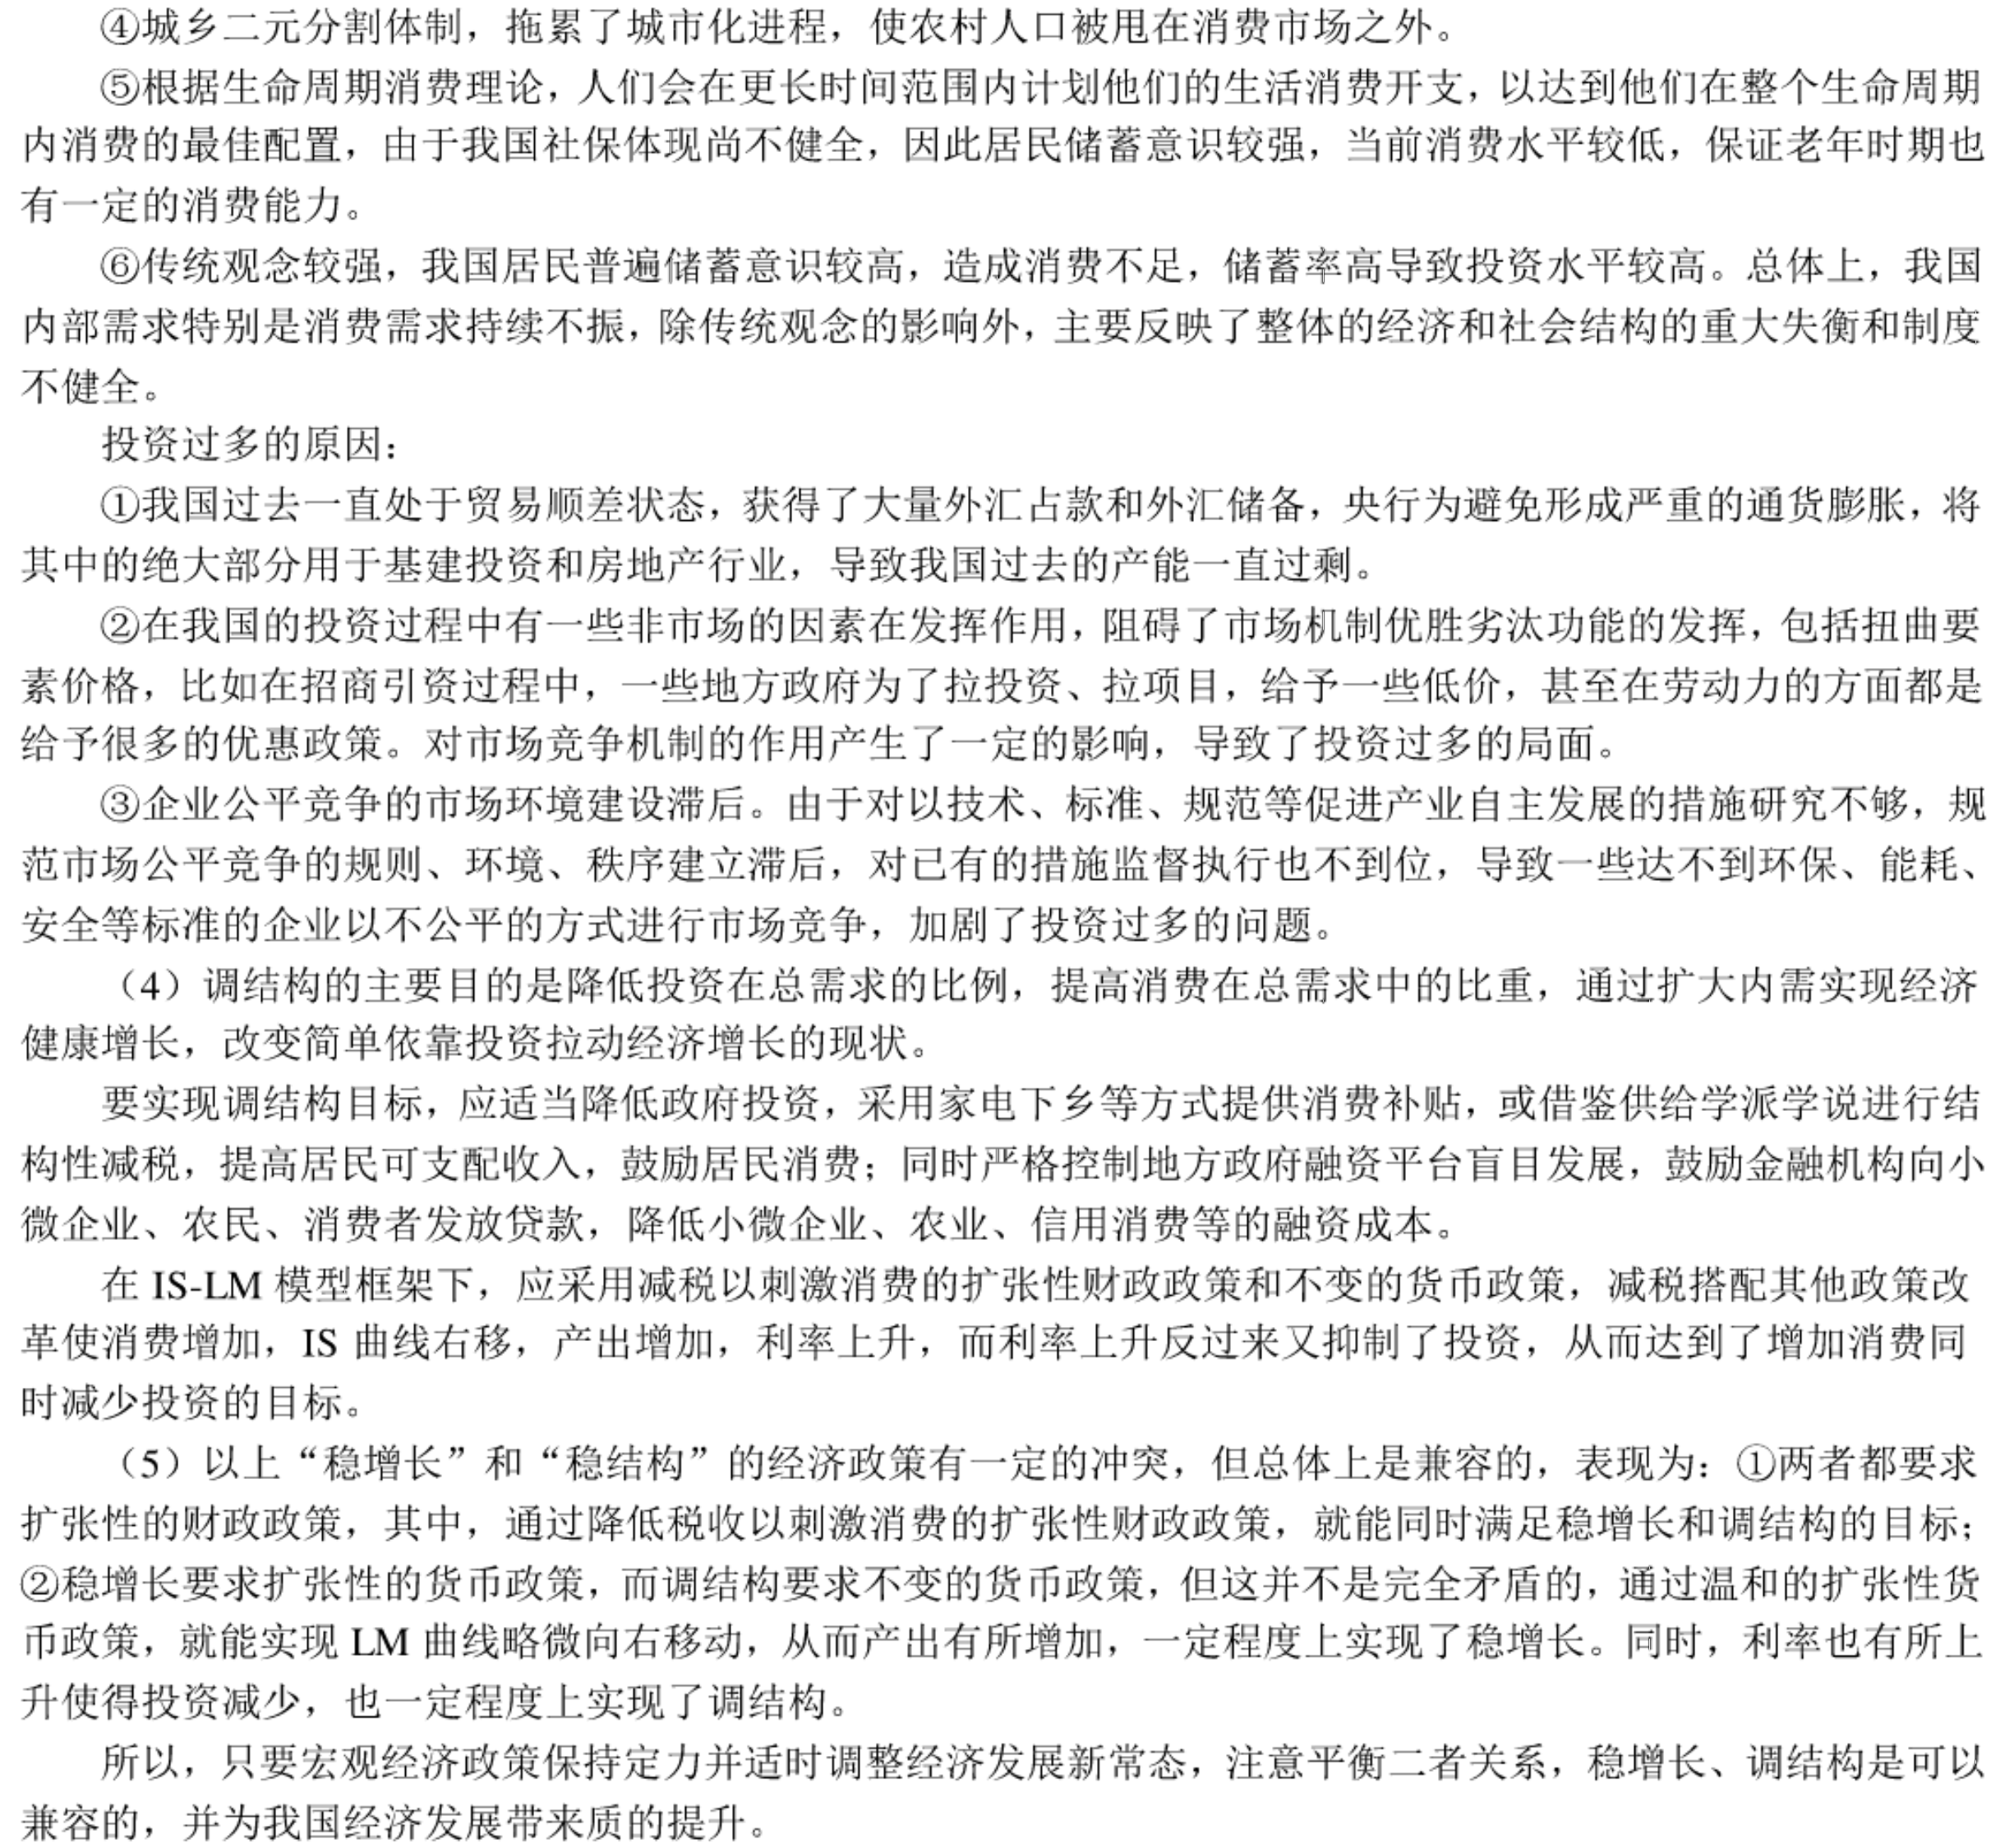 ④城乡二元分割体制，拖累了城市化进程，使农村人口被甩在消费市场之外。
⑤根据生命周期消费理论，人们会在更长时间范围内计划他们的生活消费开支，以达到他们在整个生命周期
内消费的最佳配置，由于我国社保体现尚不健全，因此居民储蓄意识较强，当前消费水平较低，保证老年时期也
有一定的消费能力。
⑥传统观念较强，我国居民普遍储蓄意识较高，造成消费不足，储蓄率高导致投资水平较高。总体上，我国
内部需求特别是消费需求持续不振，除传统观念的影响外，主要反映了整体的经济和社会结构的重大失衡和制度
不健全。
投资过多的原因：
①我国过去一直处于贸易顺差状态，获得了大量外汇占款和外汇储备，央行为避免形成严重的通货膨胀，将
其中的绝大部分用于基建投资和房地产行业，导致我国过去的产能一直过剩。
②在我国的投资过程中有一些非市场的因素在发挥作用，阻碍了市场机制优胜劣汰功能的发挥，包括扭曲要
素价格，比如在招商引资过程中，一些地方政府为了拉投资、拉项目，给予一些低价，甚至在劳动力的方面都是
给予很多的优惠政策。对市场竞争机制的作用产生了一定的影响，导致了投资过多的局面。
③企业公平竞争的市场环境建设滞后。由于对以技术、标准、规范等促进产业自主发展的措施研究不够，规
范市场公平竞争的规则、环境、秩序建立滞后，对已有的措施监督执行也不到位，导致一些达不到环保、能耗、
安全等标准的企业以不公平的方式进行市场竞争，加剧了投资过多的问题。
（4）调结构的主要目的是降低投资在总需求的比例，提高消费在总需求中的比重，通过扩大内需实现经济
健康增长，改变简单依靠投资拉动经济增长的现状。
要实现调结构目标，应适当降低政府投资，采用家电下乡等方式提供消费补贴，或借鉴供给学派学说进行结
构性减税，提高居民可支配收入，鼓励居民消费；同时严格控制地方政府融资平台盲目发展，鼓励金融机构向小
微企业、农民、消费者发放贷款，降低小微企业、农业、信用消费等的融资成本。
在 IS-LM 模型框架下，应采用减税以刺激消费的扩张性财政政策和不变的货币政策，减税搭配其他政策改
革使消费增加，IS 曲线右移，产出增加，利率上升，而利率上升反过来又抑制了投资，从而达到了增加消费同
时减少投资的目标。
（5）以上“稳增长”和“稳结构”的经济政策有一定的冲突，但总体上是兼容的，表现为：①两者都要求
扩张性的财政政策，其中，通过降低税收以刺激消费的扩张性财政政策，就能同时满足稳增长和调结构的目标；
②稳增长要求扩张性的货币政策，而调结构要求不变的货币政策，但这并不是完全矛盾的，通过温和的扩张性货
币政策，就能实现 LM 曲线略微向右移动，从而产出有所增加，一定程度上实现了稳增长。同时，利率也有所上
升使得投资减少，也一定程度上实现了调结构。
所以，只要宏观经济政策保持定力并适时调整经济发展新常态，注意平衡二者关系，稳增长、调结构是可以
兼容的，并为我国经济发展带来质的提升。